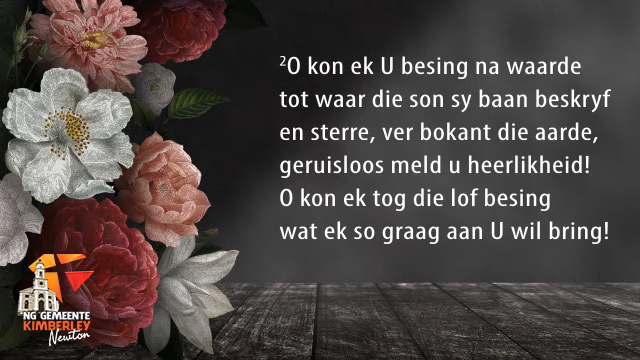 ²O kon ek U besing na waarde
tot waar die son sy baan beskryf
en sterre, ver bokant die aarde,
geruisloos meld u heerlikheid!
O kon ek tog die lof besing
wat ek so graag aan U wil bring!
NG GEMEENTE
KIMBERLEY
Newton